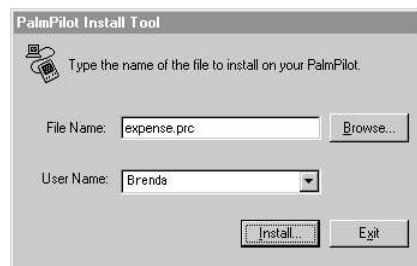 PalmPilot Install Tool
Type the name of the file to install on your PalmPilot.
File Name: expense.prc Browse...
User Name: Brenda
Install... Exit